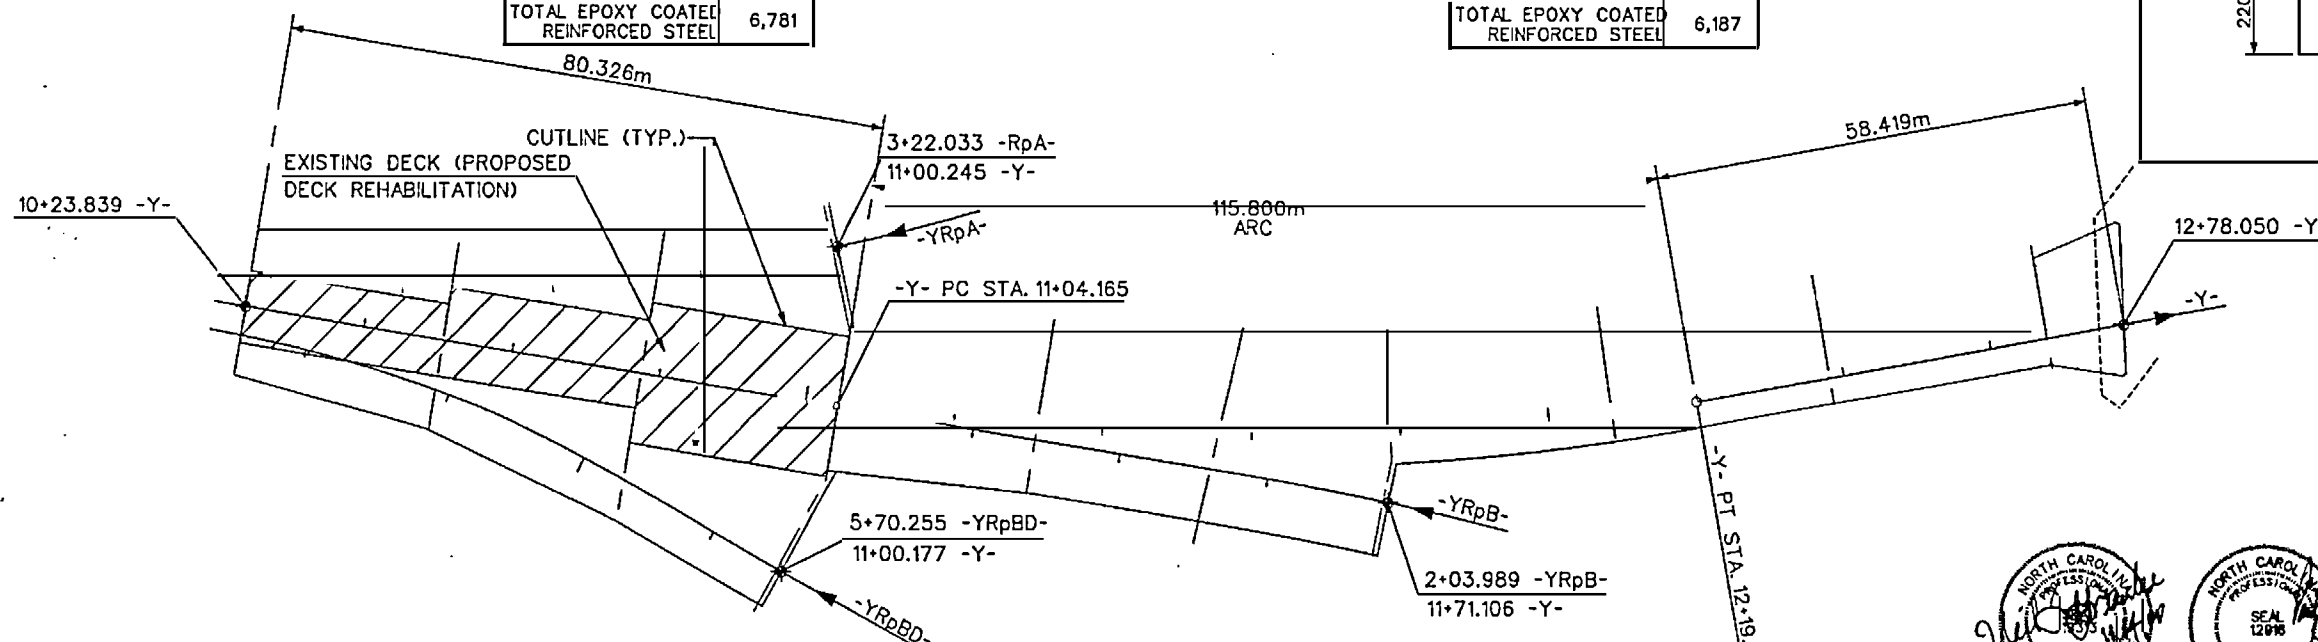 TOTAL EPOXY COATED
REINFORCED STEEL
6,781
TOTAL EPOXY COATED
REINFORCED STEEL
6,187
220
80.326m
58.419m
CUTLINE (TYP.)
3+22.033 -RpA-
11+00.245 -Y-
EXISTING DECK (PROPOSED
DECK REHABILITATION)
10+23.839 -Y-
115.800m
ARC
-YRpA-
12+78.050 -Y
-Y- PC STA. 11+04.165
-Y-
-Y- PT STA. 12+19.
5+70.255 -YRpBD-
11+00.177 -Y-
-YRpB-
2+03.989 -YRpB-
11+71.106 -Y-
-YRpBD-
NORTH CAROLINA
PROFESSIONAL
NORTH CAROL
PROFESSIONAL
SEAL